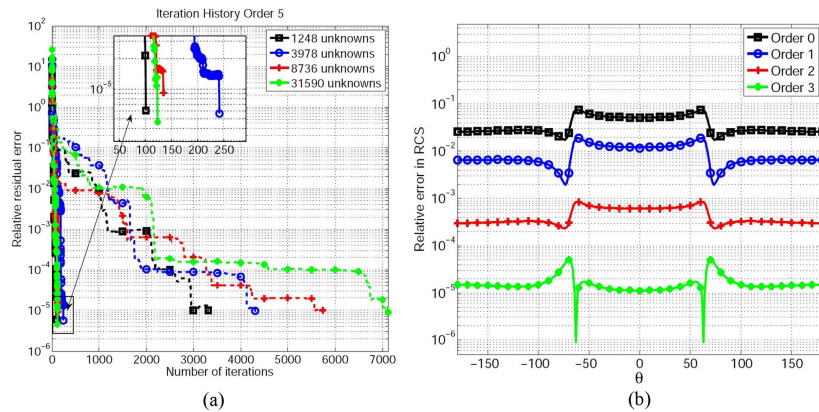 Iteration History Order 5
10^2
10^1
10^0
10^-1
10^-2
10^-3
10^-4
10^-5
10^-6
Relative residual error
10^-5
50 100 150 200 250
1248 unknowns
3978 unknowns
8736 unknowns
31590 unknowns
0 1000 2000 3000 4000 5000 6000 7000
Number of iterations
(a)
10^0
10^-1
10^-2
10^-3
10^-4
10^-5
10^-6
Relative error in RCS
Order 0
Order 1
Order 2
Order 3
−150 −100 −50 0 50 100 150
θ
(b)